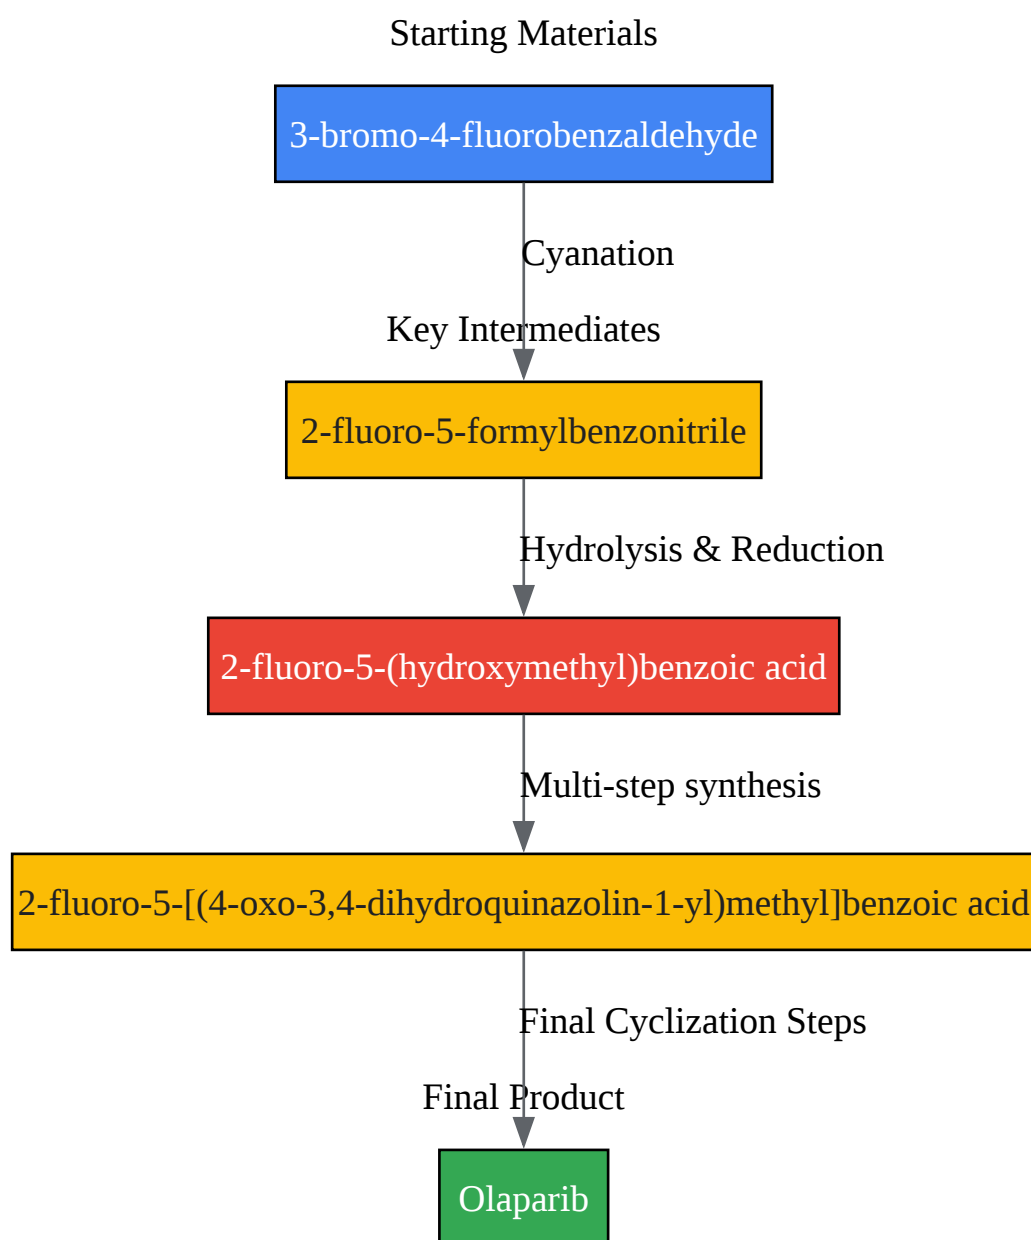 Starting Materials
3-bromo-4-fluorobenzaldehyde
Cyanation
Key Intermediates
2-fluoro-5-formylbenzonitrile
Hydrolysis & Reduction
2-fluoro-5-(hydroxymethyl)benzoic acid
Multi-step synthesis
2-fluoro-5-[(4-oxo-3,4-dihydroquinazolin-1-yl)methyl]benzoic acid
Final Cyclization Steps
Final Product
Olaparib